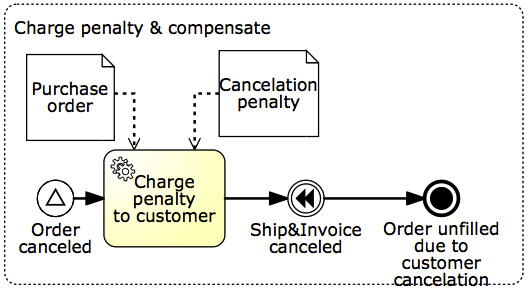 Charge penalty & compensate
Purchase
order
Cancelation
penalty
Charge
penalty
to customer
Order
canceled
Ship&Invoice
canceled
Order unfilled
due to
customer
cancelation